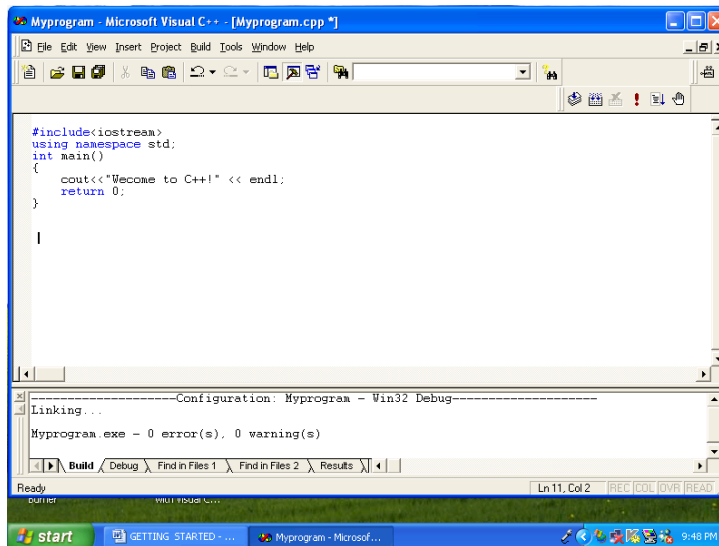 Myprogram - Microsoft Visual C++ - [Myprogram.cpp *]
File Edit View Insert Project Build Tools Window Help
#include<iostream>
using namespace std;
int main()
{
cout<<"Wecome to C++!" << endl;
return 0;
}
--------------------Configuration: Myprogram - Win32 Debug--------------------
Linking...
Myprogram.exe - 0 error(s), 0 warning(s)
Build Debug Find in Files 1 Find in Files 2 Results
Ready Ln 11, Col 2 REC COL OVR READ
burner with Visual C...
start GETTING STARTED - ... Myprogram - Microsof... 9:48 PM